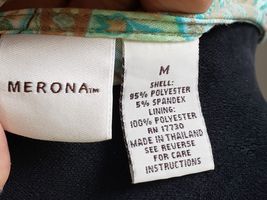 MERONA™
M
SHELL:
95% POLYESTER
5% SPANDEX
LINING:
100% POLYESTER
RN 17730
MADE IN THAILAND
SEE REVERSE
FOR CARE
INSTRUCTIONS